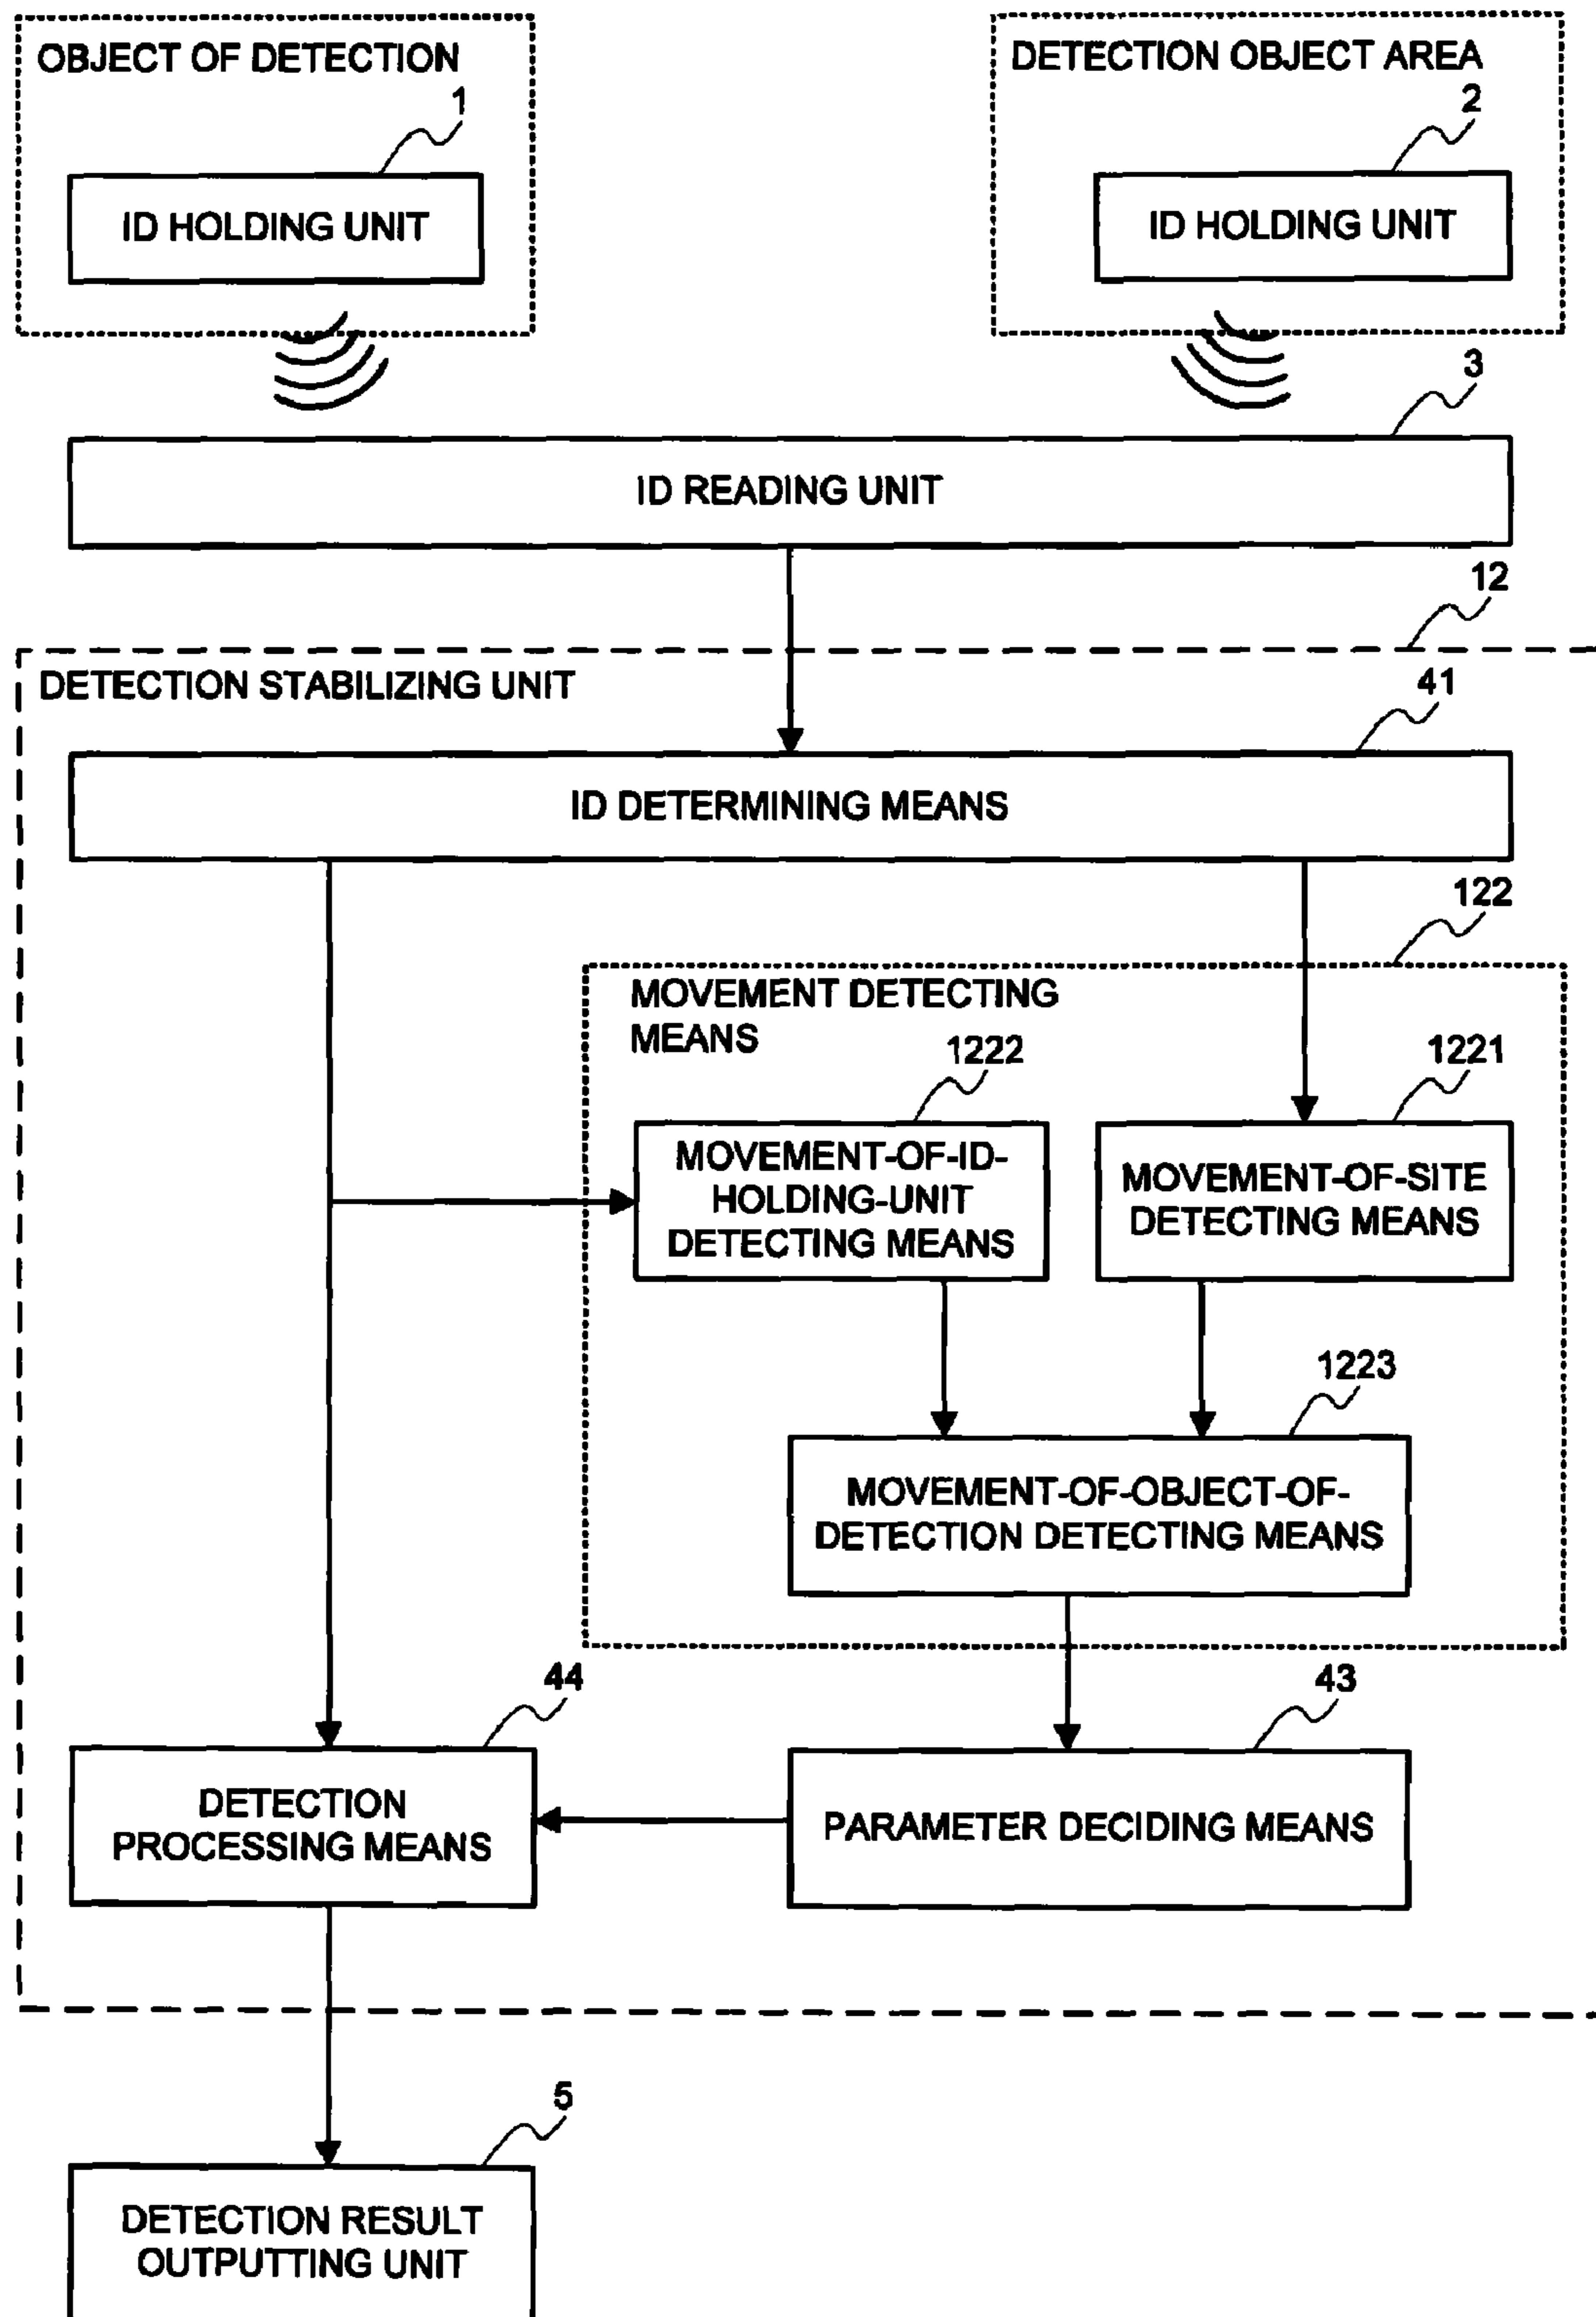 OBJECT OF DETECTION
1
ID HOLDING UNIT
DETECTION OBJECT AREA
2
ID HOLDING UNIT
3
ID READING UNIT
12
DETECTION STABILIZING UNIT
41
ID DETERMINING MEANS
122
MOVEMENT DETECTING
MEANS
1222
MOVEMENT-OF-ID-
HOLDING-UNIT
DETECTING MEANS
1221
MOVEMENT-OF-SITE
DETECTING MEANS
1223
MOVEMENT-OF-OBJECT-OF-
DETECTION DETECTING MEANS
44
DETECTION
PROCESSING MEANS
43
PARAMETER DECIDING MEANS
5
DETECTION RESULT
OUTPUTTING UNIT